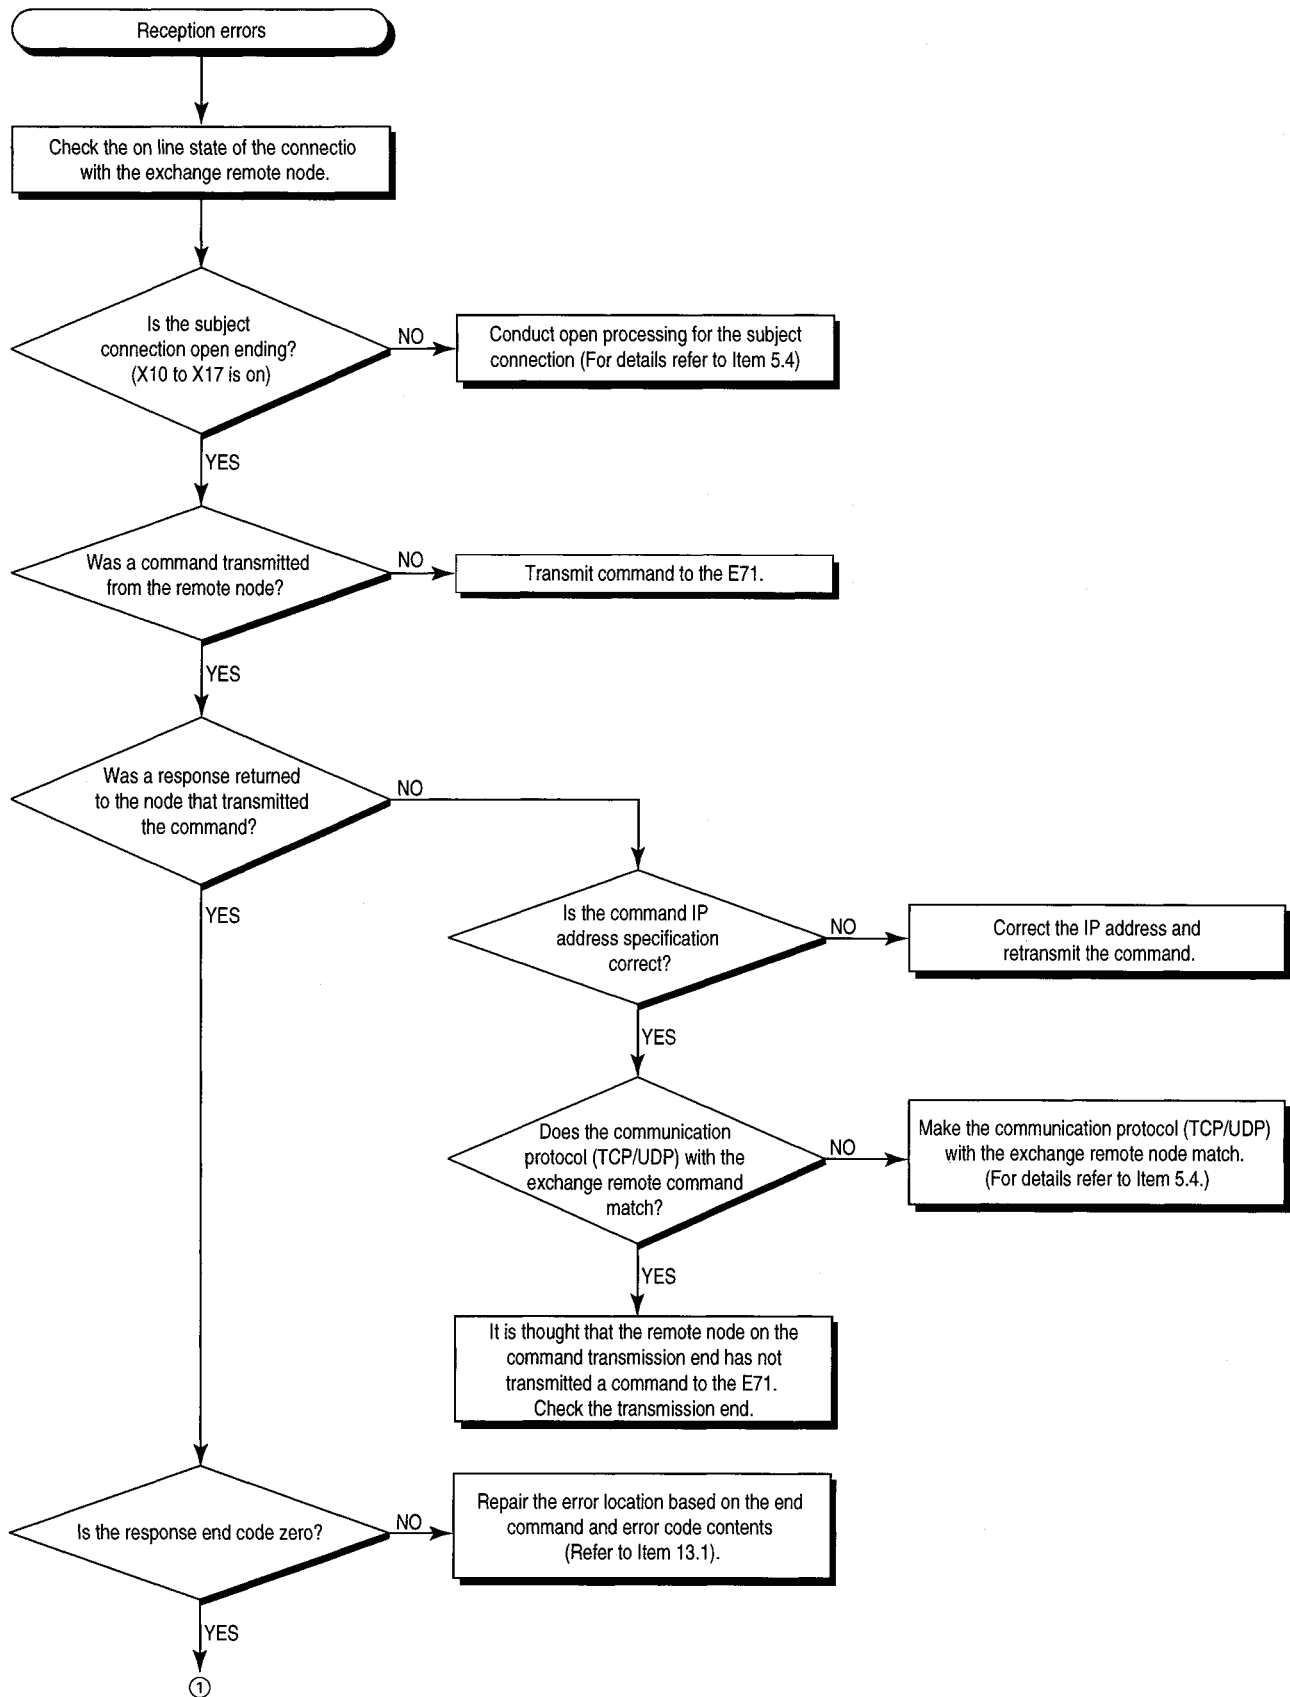 Reception errors
Check the on line state of the connectio
with the exchange remote node.
Is the subject
connection open ending?
(X10 to X17 is on)
NO
Conduct open processing for the subject
connection (For details refer to Item 5.4)
YES
Was a command transmitted
from the remote node?
NO
Transmit command to the E71.
YES
Was a response returned
to the node that transmitted
the command?
NO
YES
Is the command IP
address specification
correct?
NO
Correct the IP address and
retransmit the command.
YES
Does the communication
protocol (TCP/UDP) with the
exchange remote command
match?
NO
Make the communication protocol (TCP/UDP)
with the exchange remote node match.
(For details refer to Item 5.4.)
YES
It is thought that the remote node on the
command transmission end has not
transmitted a command to the E71.
Check the transmission end.
Is the response end code zero?
NO
Repair the error location based on the end
command and error code contents
(Refer to Item 13.1).
YES
①